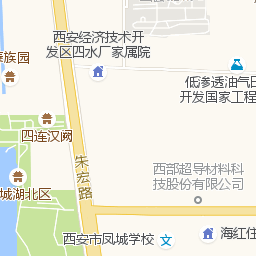 西安经济技术开
发区四水厂家属院
族园
低渗透油气田
开发国家工程
四连汉阙
朱宏路
西部超导材料科
技股份有限公司
城湖北区
西安市凤城学校
海红住